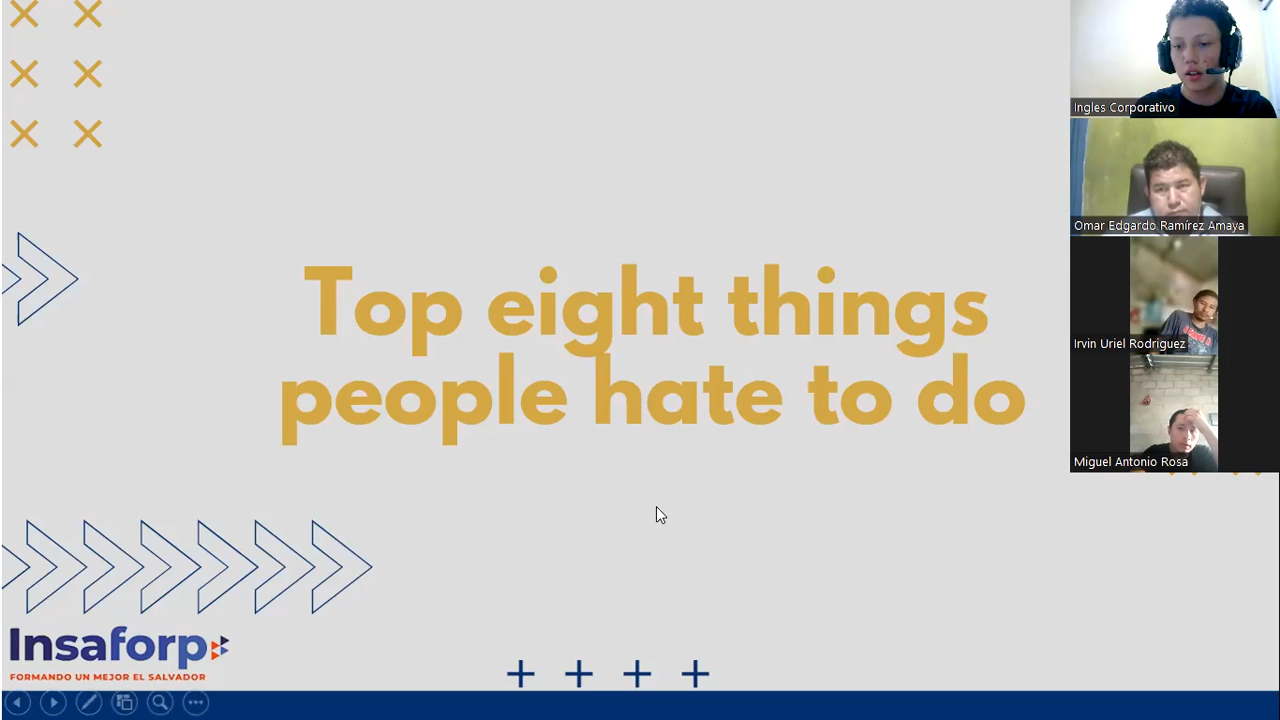 Top eight things
people hate to do
Insaforp
FORMANDO UN MEJOR EL SALVADOR
Ingles Corporativo
Omar Edgardo Ramírez Amaya
Irvin Uriel Rodriguez
Miguel Antonio Rosa